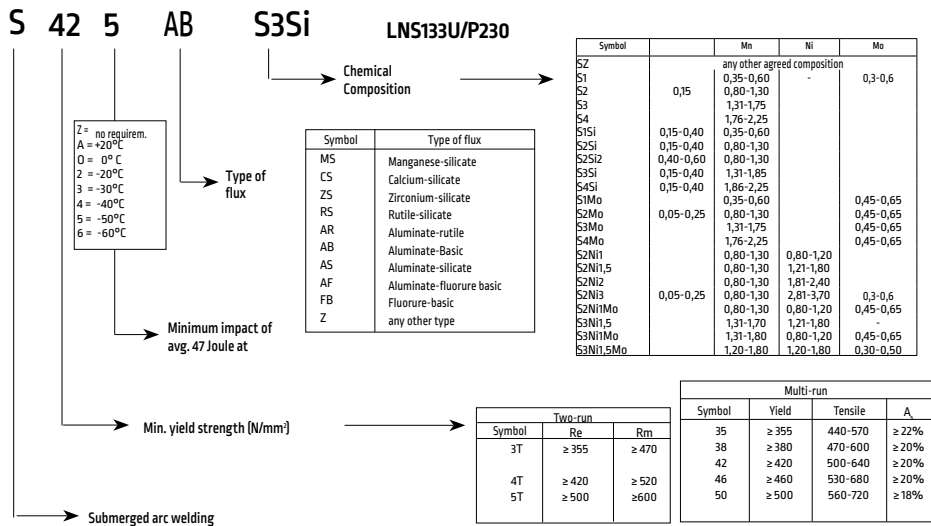 S 42 5 AB S3Si LNS133U/P230
Chemical
Composition
Symbol Mn Ni Mo
SZ any other agreed composition
S1 0,35-0,60 - 0,3-0,6
S2 0,15 0,80-1,30
S3 1,31-1,75
S4 1,76-2,25
S1Si 0,15-0,40 0,35-0,60
S2Si 0,15-0,40 0,80-1,30
S2Si2 0,40-0,60 0,80-1,30
S3Si 0,15-0,40 1,31-1,85
S4Si 0,15-0,40 1,86-2,25
S1Mo 0,35-0,60 0,45-0,65
S2Mo 0,05-0,25 0,80-1,30 0,45-0,65
S3Mo 1,31-1,75 0,45-0,65
S4Mo 1,76-2,25 0,45-0,65
S2Ni1 0,80-1,30 0,80-1,20
S2Ni1,5 0,80-1,30 1,21-1,80
S2Ni2 0,80-1,30 1,81-2,40
S2Ni3 0,05-0,25 0,80-1,30 2,81-3,70 0,3-0,6
S2Ni1Mo 0,80-1,30 0,80-1,20 0,45-0,65
S3Ni1,5 1,31-1,70 1,21-1,80 -
S3Ni1Mo 1,31-1,80 0,80-1,20 0,45-0,65
S3Ni1,5Mo 1,20-1,80 1,20-1,80 0,30-0,50
Z = no requirem.
A = +20°C
0 = 0° C
2 = -20°C
3 = -30°C
4 = -40°C
5 = -50°C
6 = -60°C
Type of
flux
Symbol Type of flux
MS Manganese-silicate
CS Calcium-silicate
ZS Zirconium-silicate
RS Rutile-silicate
AR Aluminate-rutile
AB Aluminate-Basic
AS Aluminate-silicate
AF Aluminate-fluorure basic
FB Fluorure-basic
Z any other type
Minimum impact of
avg. 47 Joule at
Min. yield strength (N/mm²)
Two-run
Symbol Re Rm
3T ≥ 355 ≥ 470
4T ≥ 420 ≥ 520
5T ≥ 500 ≥600
Multi-run
Symbol Yield Tensile A5
35 ≥ 355 440-570 ≥ 22%
38 ≥ 380 470-600 ≥ 20%
42 ≥ 420 500-640 ≥ 20%
46 ≥ 460 530-680 ≥ 20%
50 ≥ 500 560-720 ≥ 18%
Submerged arc welding